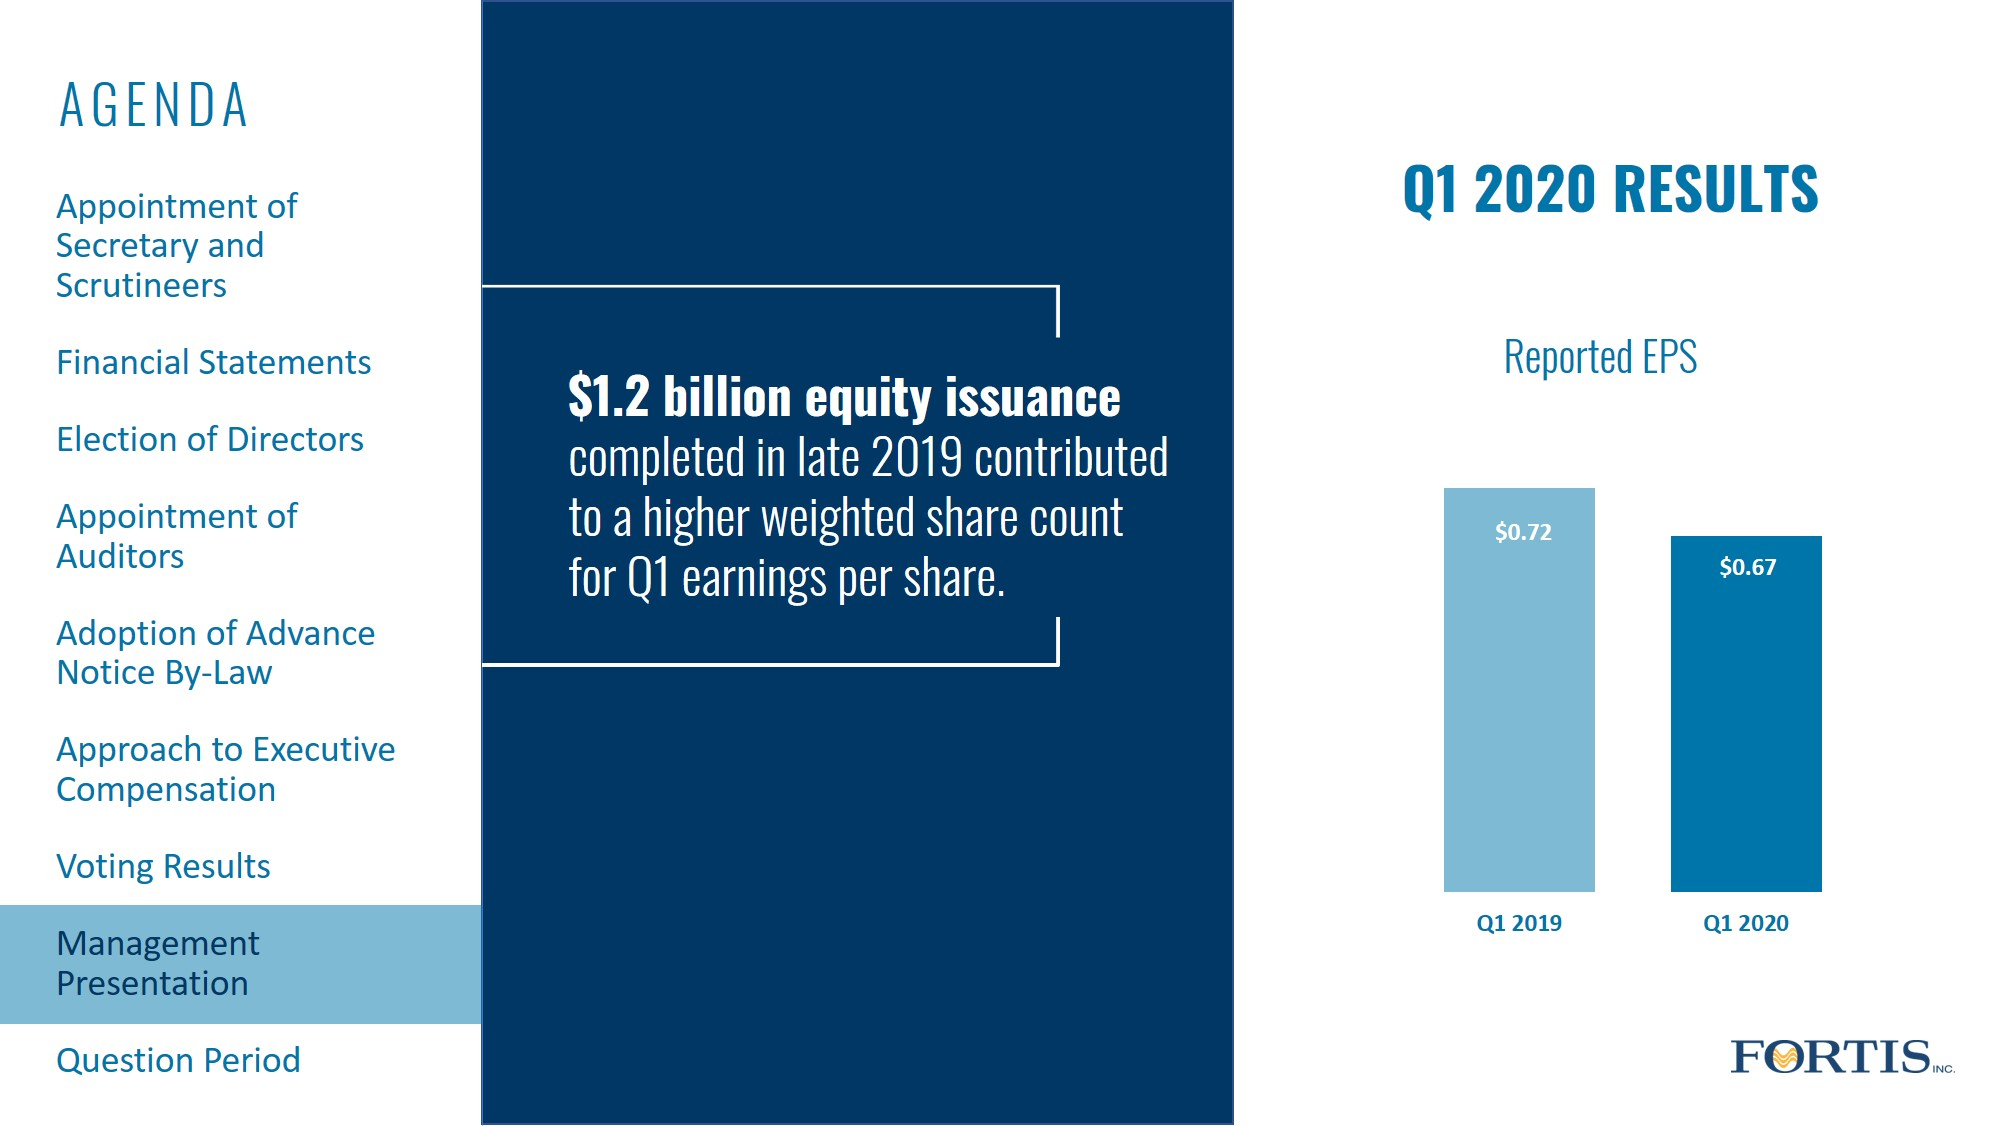 AGENDA
Appointment of
Secretary and
Scrutineers
Financial Statements
Election of Directors
Appointment of
Auditors
Adoption of Advance
Notice By-Law
Approach to Executive
Compensation
Voting Results
Management
Presentation
Question Period
$1.2 billion equity issuance
completed in late 2019 contributed
to a higher weighted share count
for Q1 earnings per share.
Q1 2020 RESULTS
Reported EPS
$0.72
$0.67
Q1 2019
Q1 2020
FORTIS INC.